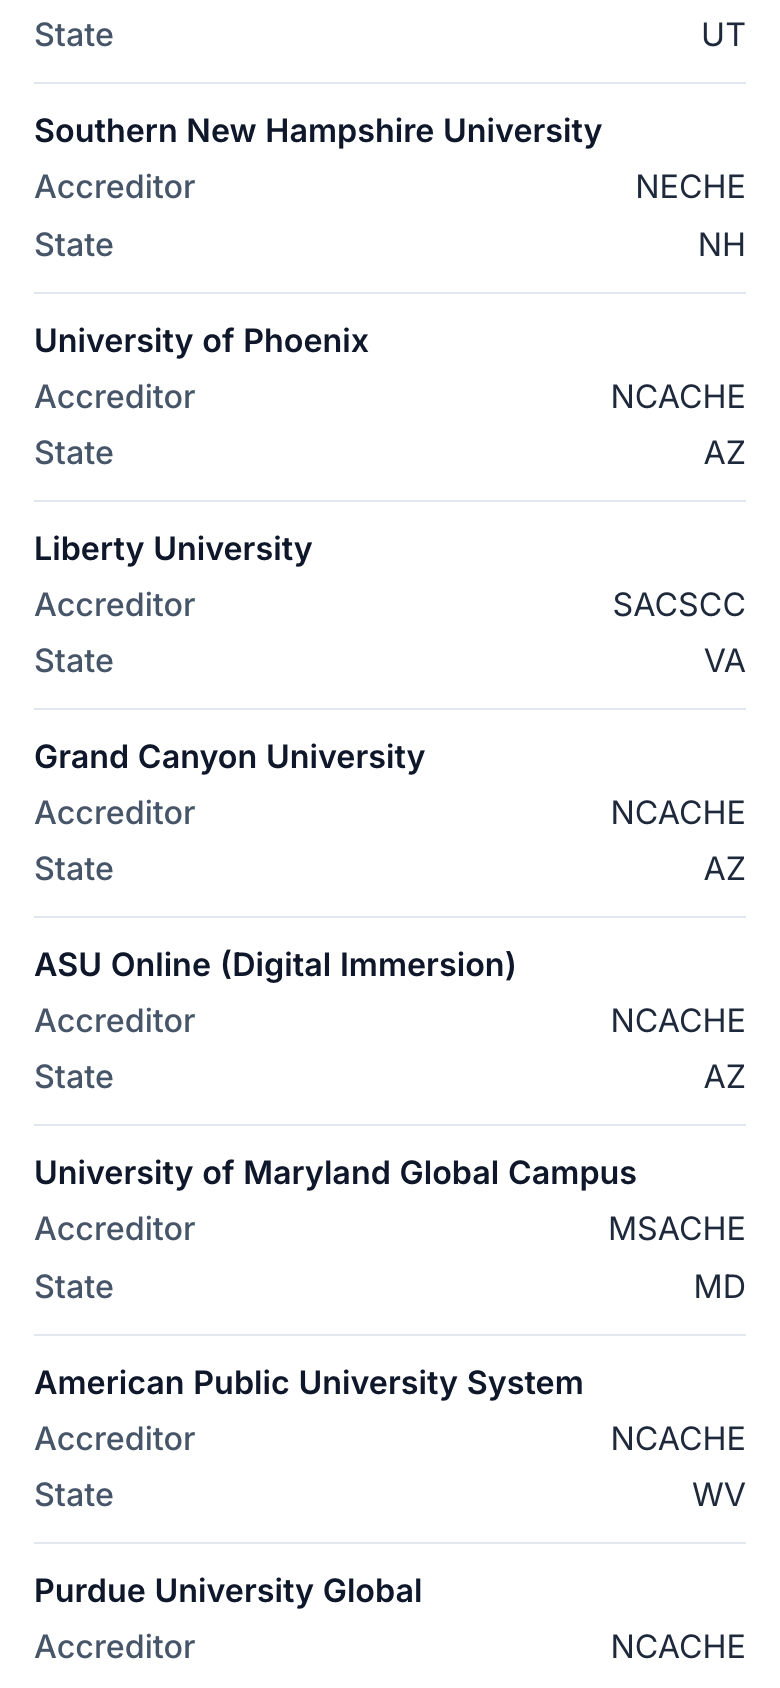 State UT
Southern New Hampshire University
Accreditor NECHE
State NH
University of Phoenix
Accreditor NCACHE
State AZ
Liberty University
Accreditor SACSCC
State VA
Grand Canyon University
Accreditor NCACHE
State AZ
ASU Online (Digital Immersion)
Accreditor NCACHE
State AZ
University of Maryland Global Campus
Accreditor MSACHE
State MD
American Public University System
Accreditor NCACHE
State WV
Purdue University Global
Accreditor NCACHE